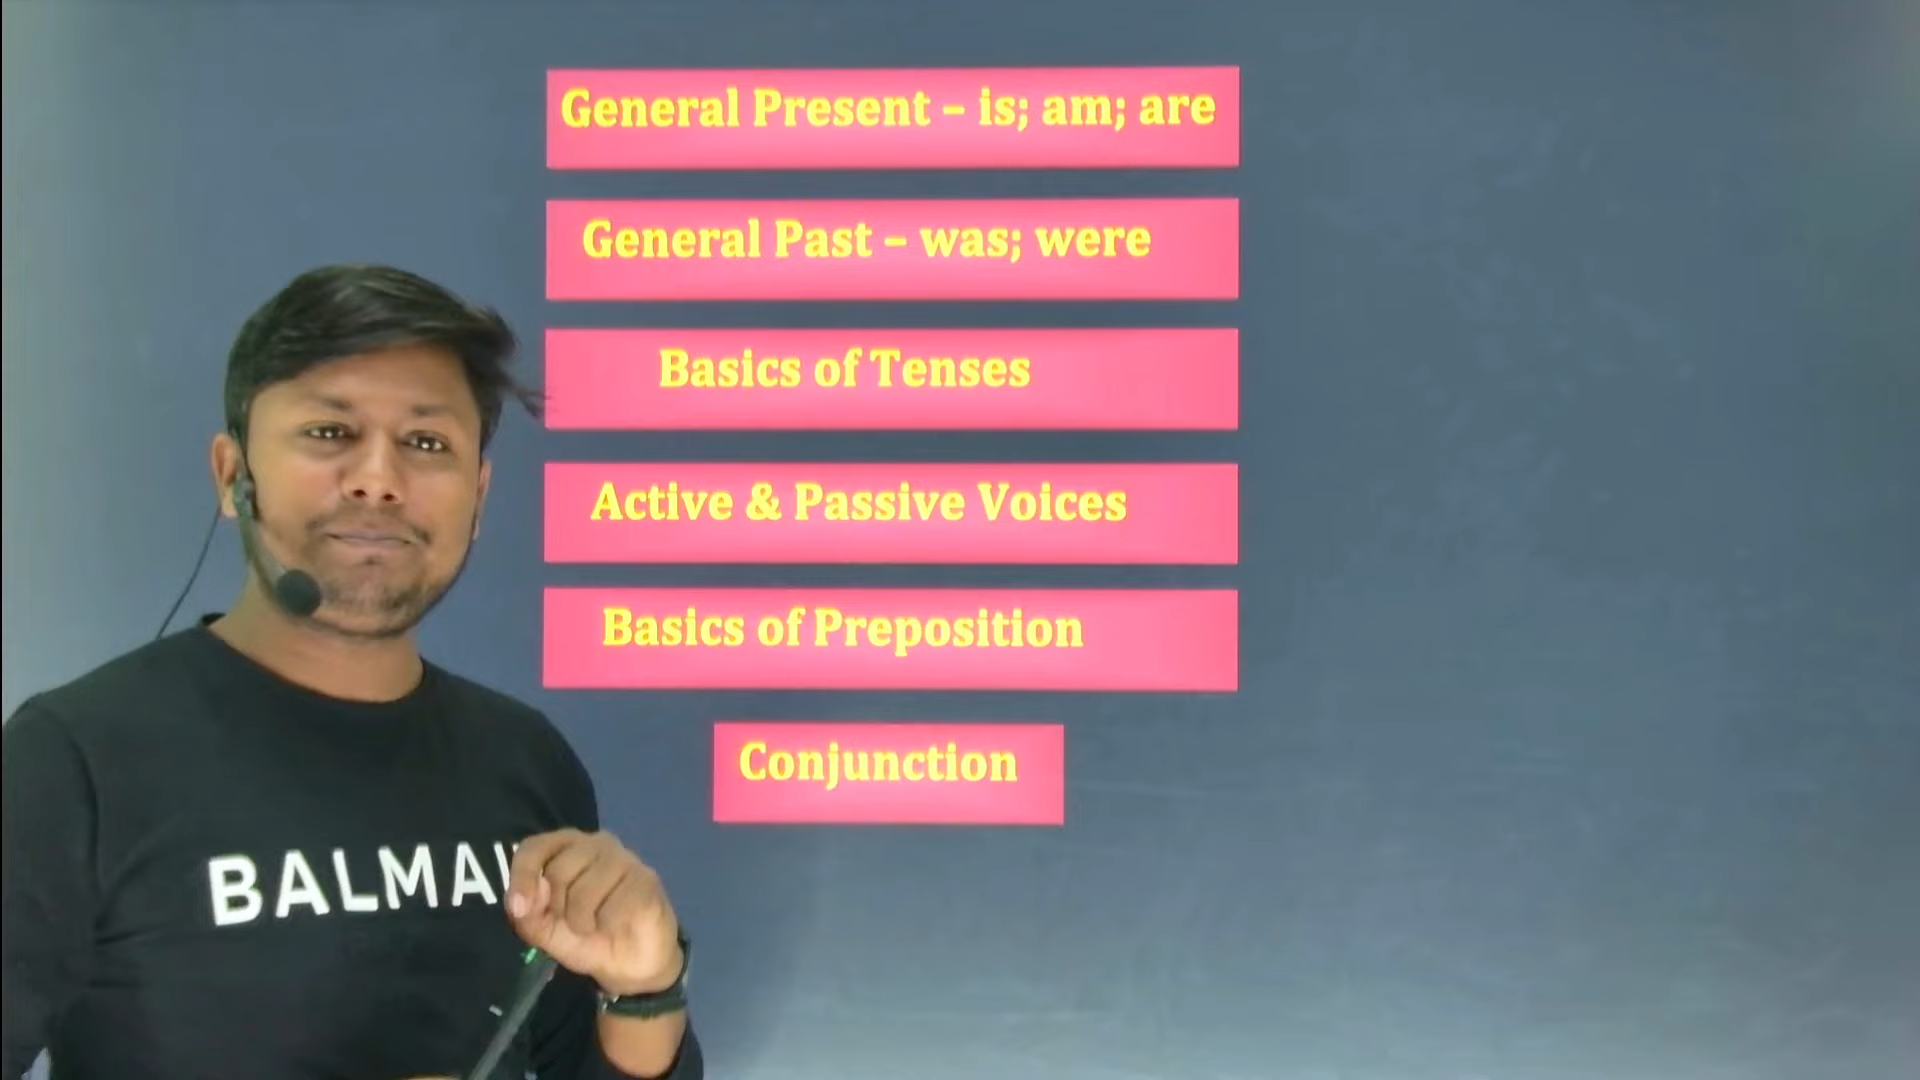 General Present – is; am; are
General Past – was; were
Basics of Tenses
Active & Passive Voices
Basics of Preposition
Conjunction